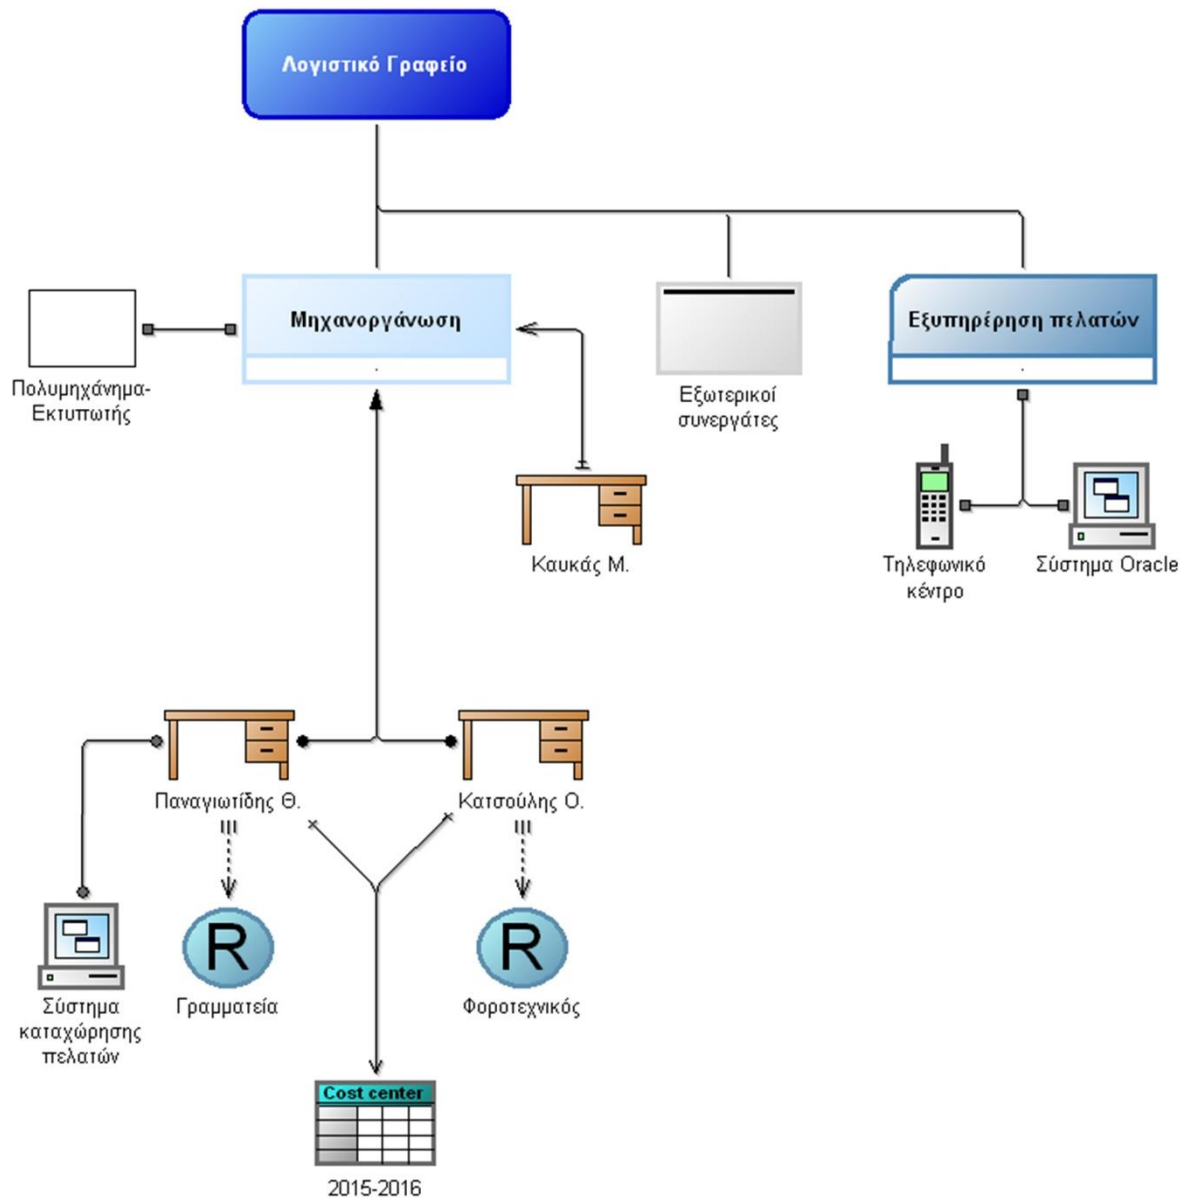 Λογιστικό Γραφείο
Μηχανοργάνωση
Εξυπηρέρηση πελατών
Πολυμηχάνημα-
Εκτυπωτής
Εξωτερικοί
συνεργάτες
Καυκάς Μ.
Τηλεφωνικό
κέντρο
Σύστημα Oracle
Παναγιωτίδης Θ.
Κατσούλης Ο.
R
R
Σύστημα
καταχώρησης
πελατών
Γραμματεία
Φοροτεχνικός
Cost center
2015-2016